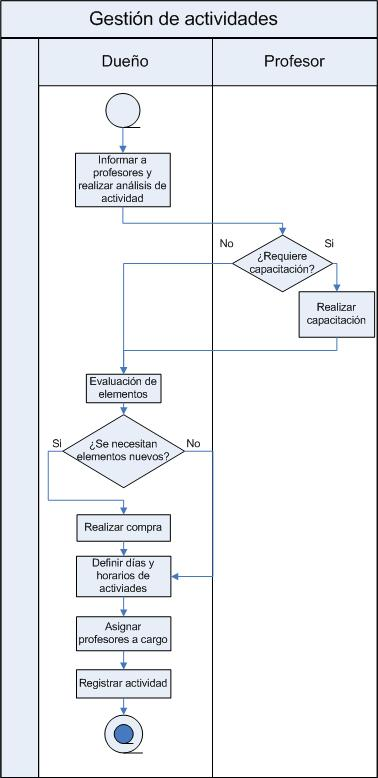 Gestión de actividades
Dueño
Profesor
Informar a
profesores y
realizar análisis de
actividad
No
Si
¿Requiere
capacitación?
Realizar
capacitación
Evaluación de
elementos
Si
No
¿Se necesitan
elementos nuevos?
Realizar compra
Definir días y
horarios de
activiades
Asignar
profesores a cargo
Registrar actividad